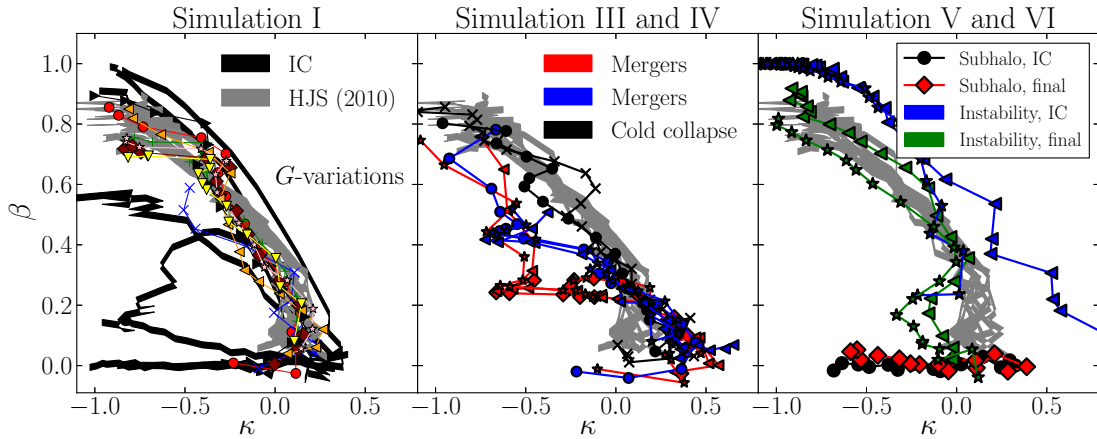 Simulation I
Simulation III and IV
Simulation V and VI
β
1.0
0.8
0.6
0.4
0.2
0.0
IC
HJS (2010)
G-variations
Mergers
Mergers
Cold collapse
Subhalo, IC
Subhalo, final
Instability, IC
Instability, final
−1.0 −0.5 0.0 0.5
−1.0 −0.5 0.0 0.5
−1.0 −0.5 0.0 0.5
κ
κ
κ